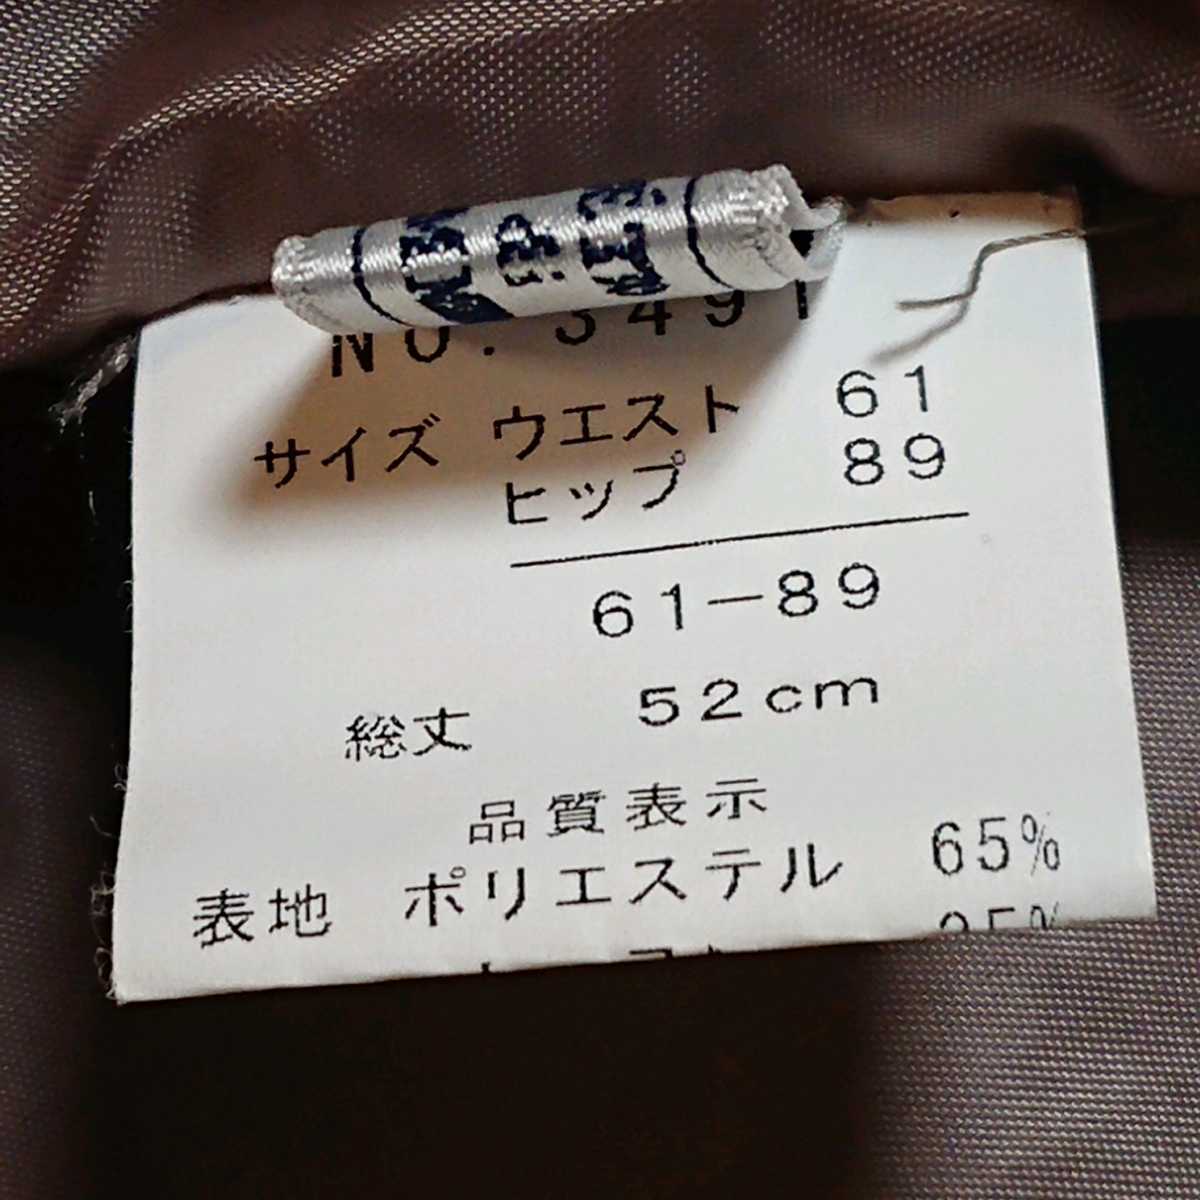 NO. 3491
サイズ ウエスト 61
ヒップ 89
61-89
総丈 52cm
品質表示
表地 ポリエステル 65%